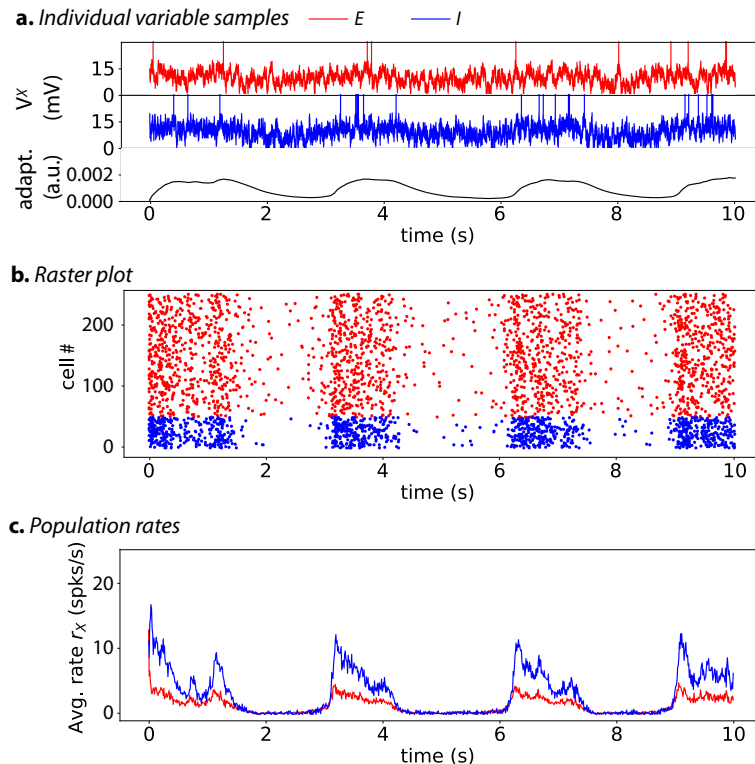 a. Individual variable samples E I
15
0
15
0
V^X (mV)
0.002
0.000
adapt. (a.u.)
0 2 4 6 8 10
time (s)
b. Raster plot
200
100
0
cell #
0 2 4 6 8 10
time (s)
c. Population rates
20
10
0
Avg. rate r_X (spks/s)
0 2 4 6 8 10
time (s)